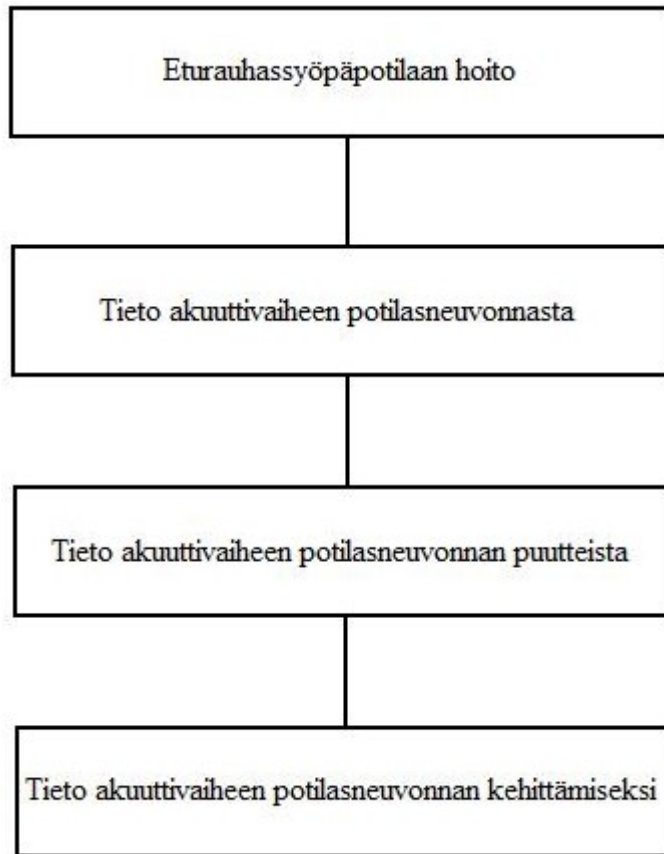 Eturauhassyöpäpotilaan hoito
Tieto akuuttivaiheen potilasneuvonnasta
Tieto akuuttivaiheen potilasneuvonnan puutteista
Tieto akuuttivaiheen potilasneuvonnan kehittämiseksi